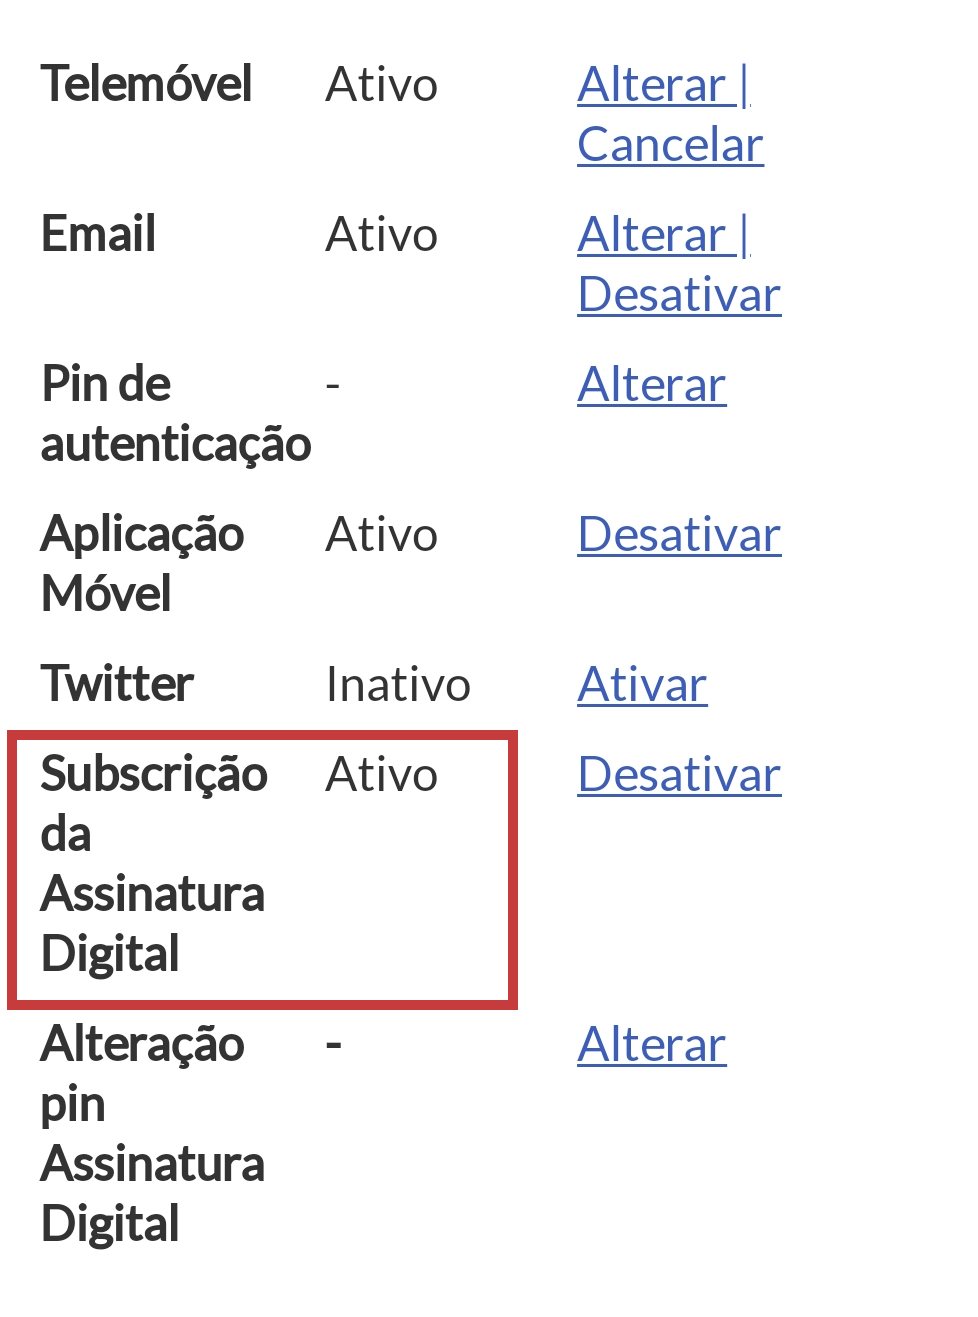 Telemóvel Ativo Alterar |
Cancelar
Email Ativo Alterar |
Desativar
Pin de - Alterar
autenticação
Aplicação Ativo Desativar
Móvel
Twitter Inativo Ativar
Subscrição Ativo Desativar
da
Assinatura
Digital
Alteração - Alterar
pin
Assinatura
Digital